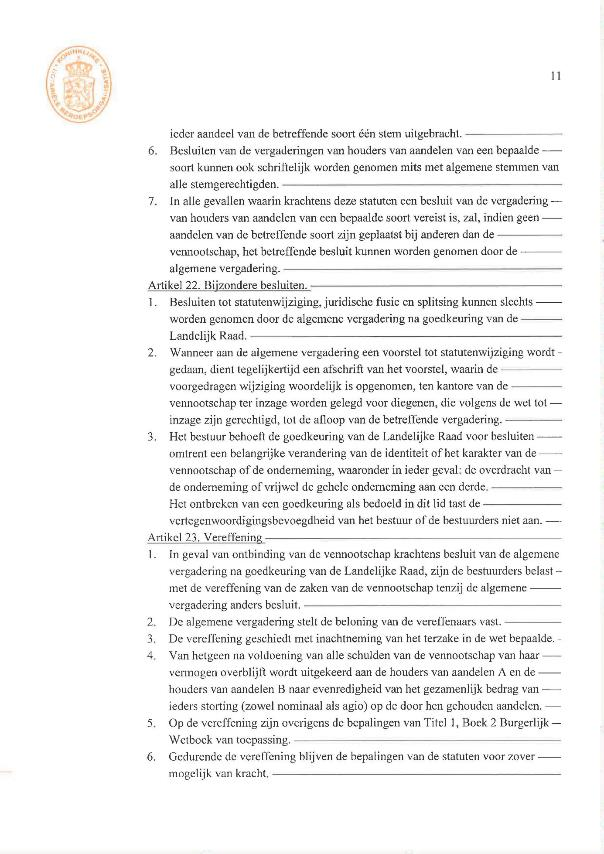 11
KONINKLIJKE
BEROEPSORGANISATIE
ieder aandeel van de betreffende soort één stem uitgebracht.
6. Besluiten van de vergaderingen van houders van aandelen van een bepaalde
soort kunnen ook schriftelijk worden genomen mits met algemene stemmen van
alle stemgerechtigden.
7. In alle gevallen waarin krachtens deze statuten een besluit van de vergadering
van houders van aandelen van een bepaalde soort vereist is, zal, indien geen
aandelen van de betreffende soort zijn geplaatst bij anderen dan de
vennootschap, het betreffende besluit kunnen worden genomen door de
algemene vergadering.
Artikel 22. Bijzondere besluiten.
1. Besluiten tot statutenwijziging, juridische fusie en splitsing kunnen slechts
worden genomen door de algemene vergadering na goedkeuring van de
Landelijk Raad.
2. Wanneer aan de algemene vergadering een voorstel tot statutenwijziging wordt -
gedaan, dient tegelijkertijd een afschrift van het voorstel, waarin de
voorgedragen wijziging woordelijk is opgenomen, ten kantore van de
vennootschap ter inzage worden gelegd voor diegenen, die volgens de wet tot
inzage zijn gerechtigd, tot de afloop van de betreffende vergadering.
3. Het bestuur behoeft de goedkeuring van de Landelijke Raad voor besluiten
omtrent een belangrijke verandering van de identiteit of het karakter van de
vennootschap of de onderneming, waaronder in ieder geval: de overdracht van
de onderneming of vrijwel de gehele onderneming aan een derde.
Het ontbreken van een goedkeuring als bedoeld in dit lid tast de
vertegenwoordigingsbevoegdheid van het bestuur of de bestuurders niet aan.
Artikel 23. Vereffening
1. In geval van ontbinding van de vennootschap krachtens besluit van de algemene
vergadering na goedkeuring van de Landelijke Raad, zijn de bestuurders belast
met de vereffening van de zaken van de vennootschap tenzij de algemene
vergadering anders besluit.
2. De algemene vergadering stelt de beloning van de vereffenaars vast.
3. De vereffening geschiedt met inachtneming van het terzake in de wet bepaalde. -
4. Van hetgeen na voldoening van alle schulden van de vennootschap van haar
vermogen overblijft wordt uitgekeerd aan de houders van aandelen A en de
houders van aandelen B naar evenredigheid van het gezamenlijk bedrag van
ieders storting (zowel nominaal als agio) op de door hen gehouden aandelen.
5. Op de vereffening zijn overigens de bepalingen van Titel 1, Boek 2 Burgerlijk
Wetboek van toepassing.
6. Gedurende de vereffening blijven de bepalingen van de statuten voor zover
mogelijk van kracht.